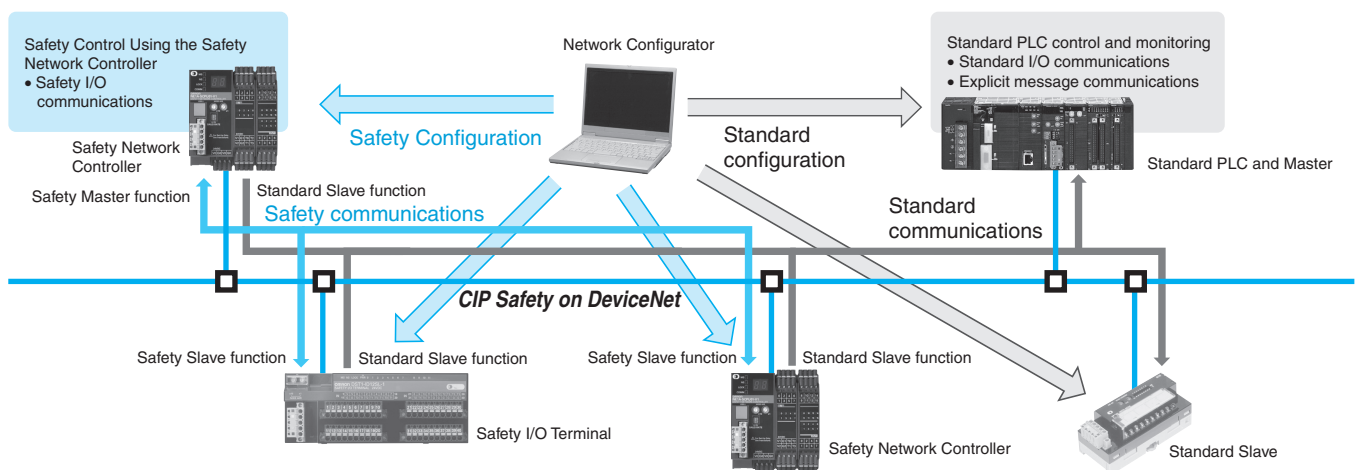 Safety Control Using the Safety
Network Controller
• Safety I/O
communications
Network Configurator
Standard PLC control and monitoring
• Standard I/O communications
• Explicit message communications
Safety Configuration
Standard
configuration
Safety Network
Controller
Standard PLC and Master
Safety Master function
Standard Slave function
Safety communications
Standard
communications
CIP Safety on DeviceNet
Safety Slave function
Standard Slave function
Safety Slave function
Standard Slave function
Safety I/O Terminal
Safety Network Controller
Standard Slave